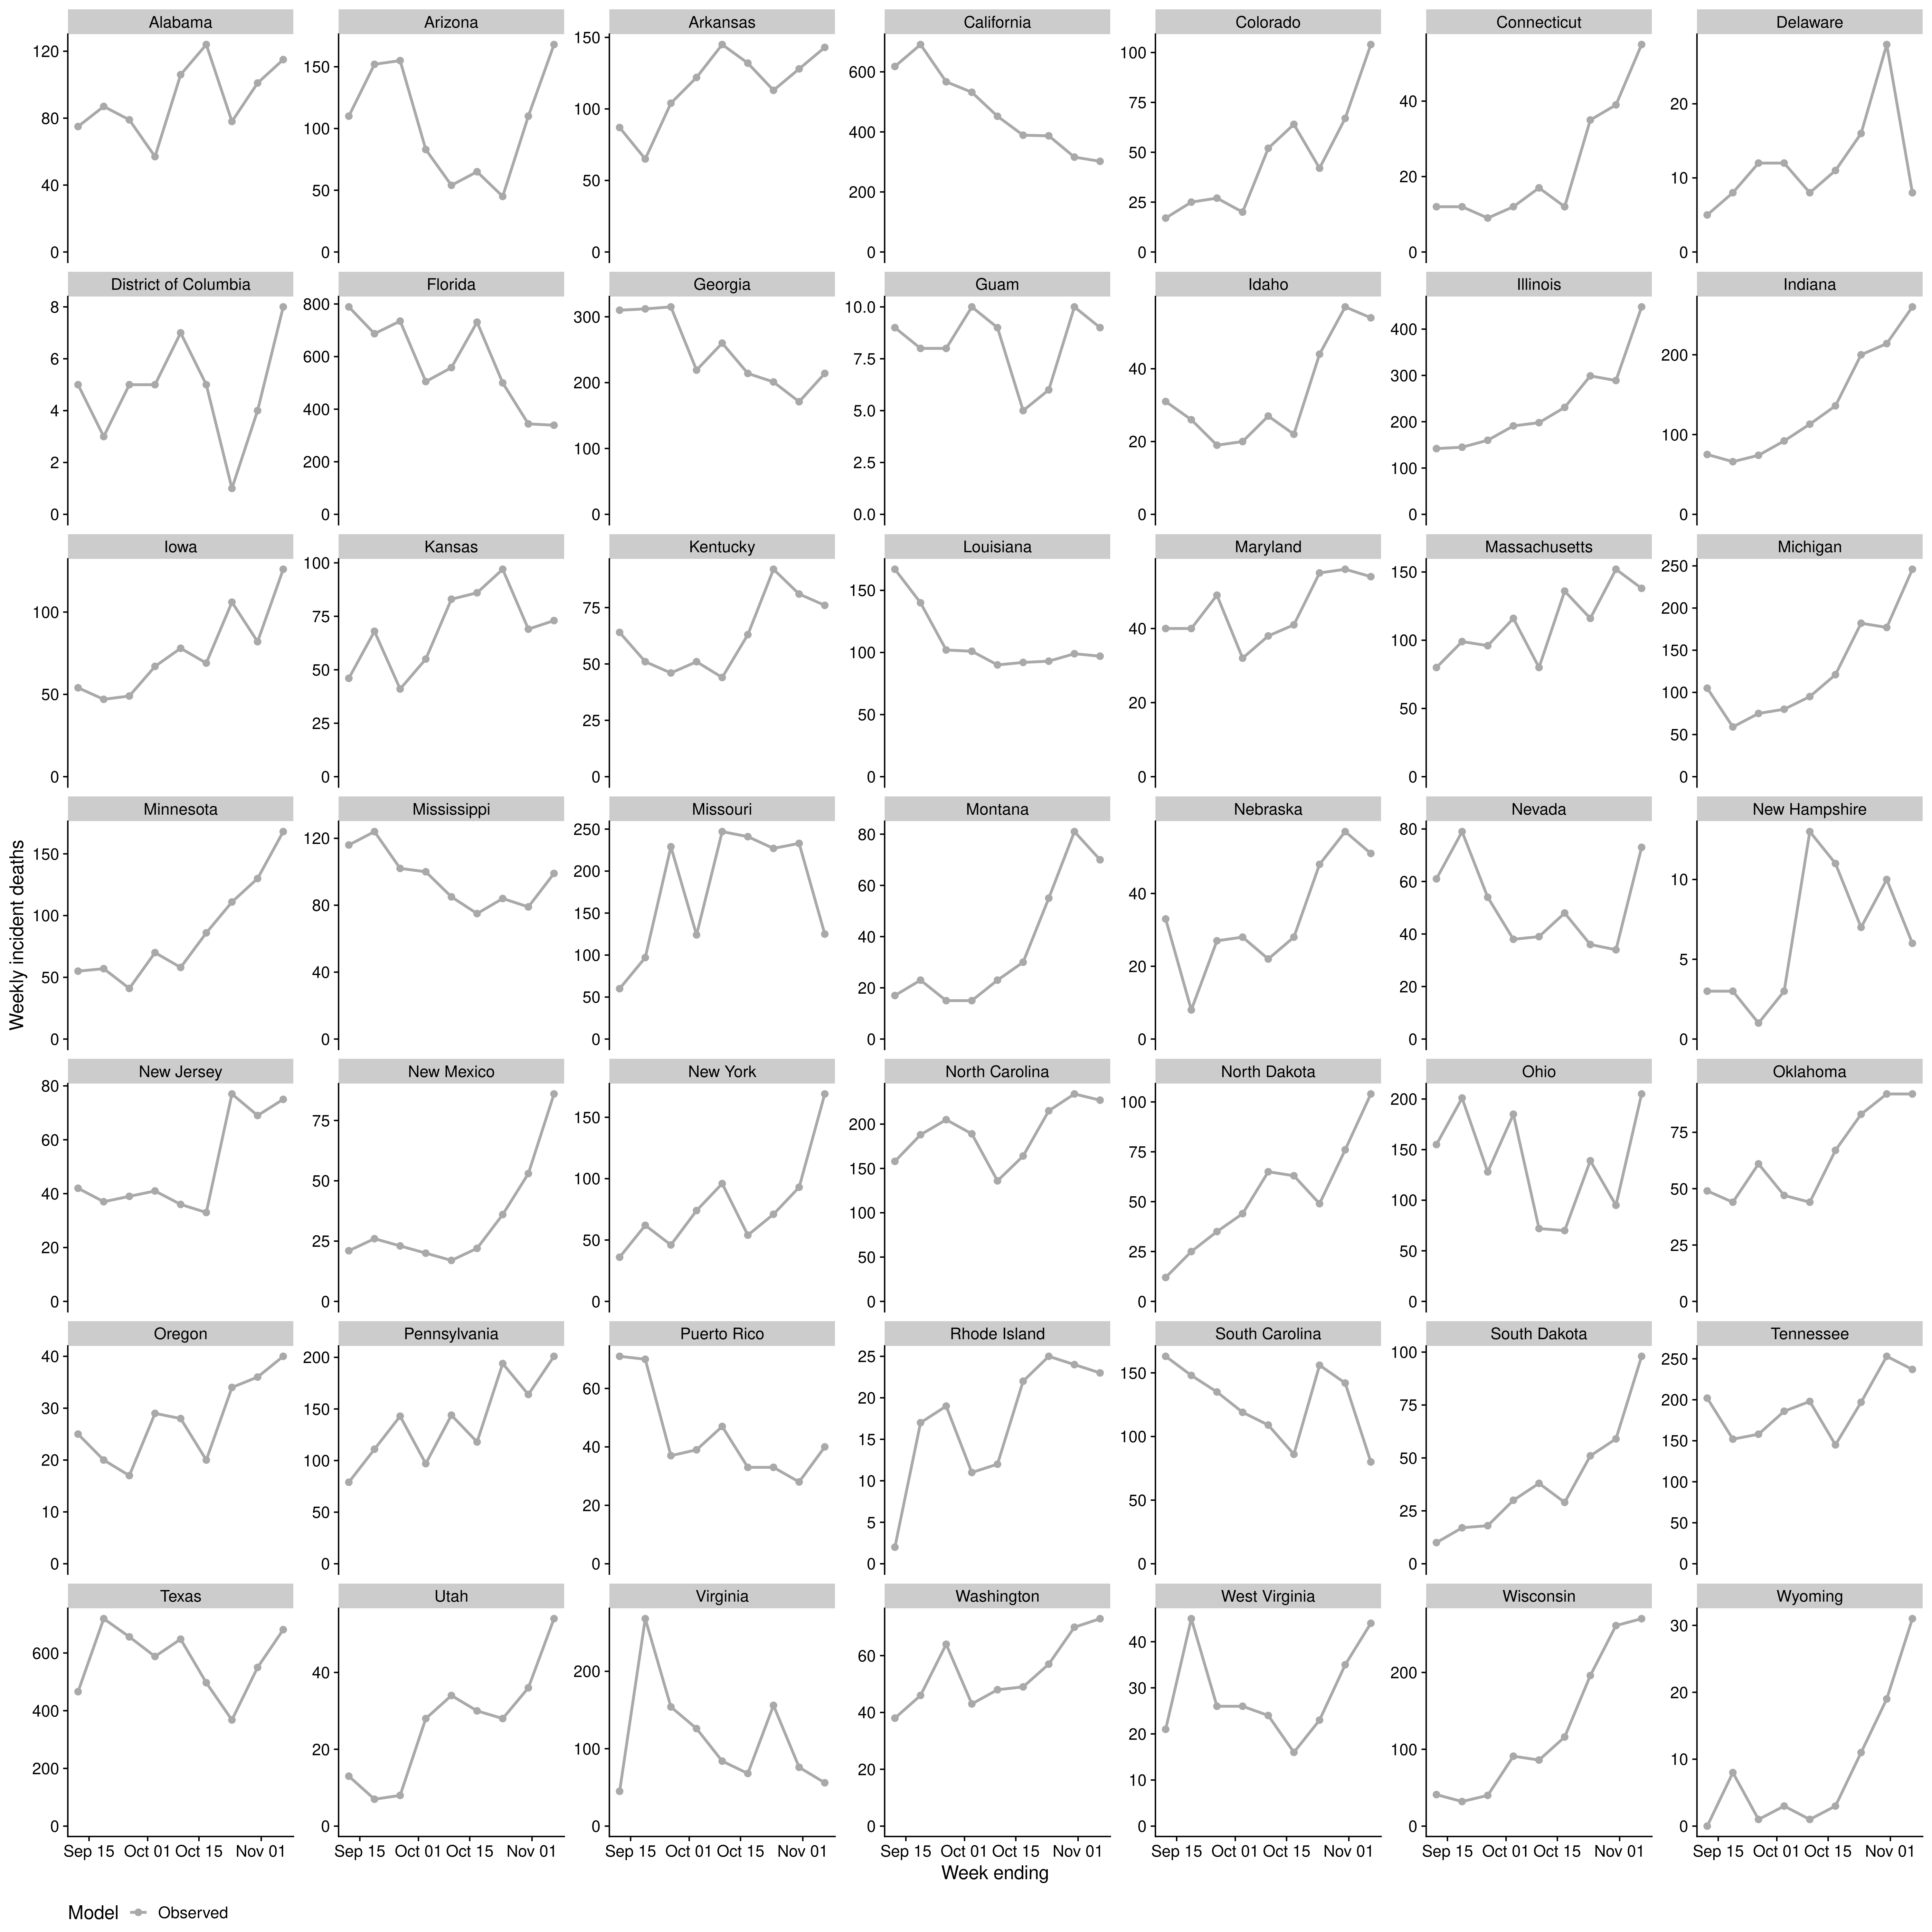 Alabama Arizona Arkansas California Colorado Connecticut Delaware
120 80 40 0
150 100 50 0
150 100 50 0
600 400 200 0
100 75 50 25 0
40 20 0
20 10 0
District of Columbia Florida Georgia Guam Idaho Illinois Indiana
8 6 4 2 0
800 600 400 200 0
300 200 100 0
10.0 7.5 5.0 2.5 0.0
40 20 0
400 300 200 100 0
200 100 0
Iowa Kansas Kentucky Louisiana Maryland Massachusetts Michigan
100 50 0
100 75 50 25 0
75 50 25 0
150 100 50 0
40 20 0
150 100 50 0
250 200 150 100 50 0
Weekly incident deaths
Minnesota Mississippi Missouri Montana Nebraska Nevada New Hampshire
150 100 50 0
120 80 40 0
250 200 150 100 50 0
80 60 40 20 0
40 20 0
80 60 40 20 0
10 5 0
New Jersey New Mexico New York North Carolina North Dakota Ohio Oklahoma
80 60 40 20 0
75 50 25 0
150 100 50 0
200 150 100 50 0
100 75 50 25 0
200 150 100 50 0
75 50 25 0
Oregon Pennsylvania Puerto Rico Rhode Island South Carolina South Dakota Tennessee
40 30 20 10 0
200 150 100 50 0
60 40 20 0
25 20 15 10 5 0
150 100 50 0
100 75 50 25 0
250 200 150 100 50 0
Texas Utah Virginia Washington West Virginia Wisconsin Wyoming
600 400 200 0
40 20 0
200 100 0
60 40 20 0
40 30 20 10 0
200 100 0
30 20 10 0
Sep 15 Oct 01 Oct 15 Nov 01 Sep 15 Oct 01 Oct 15 Nov 01 Sep 15 Oct 01 Oct 15 Nov 01 Sep 15 Oct 01 Oct 15 Nov 01 Sep 15 Oct 01 Oct 15 Nov 01 Sep 15 Oct 01 Oct 15 Nov 01 Sep 15 Oct 01 Oct 15 Nov 01
Week ending
Model Observed